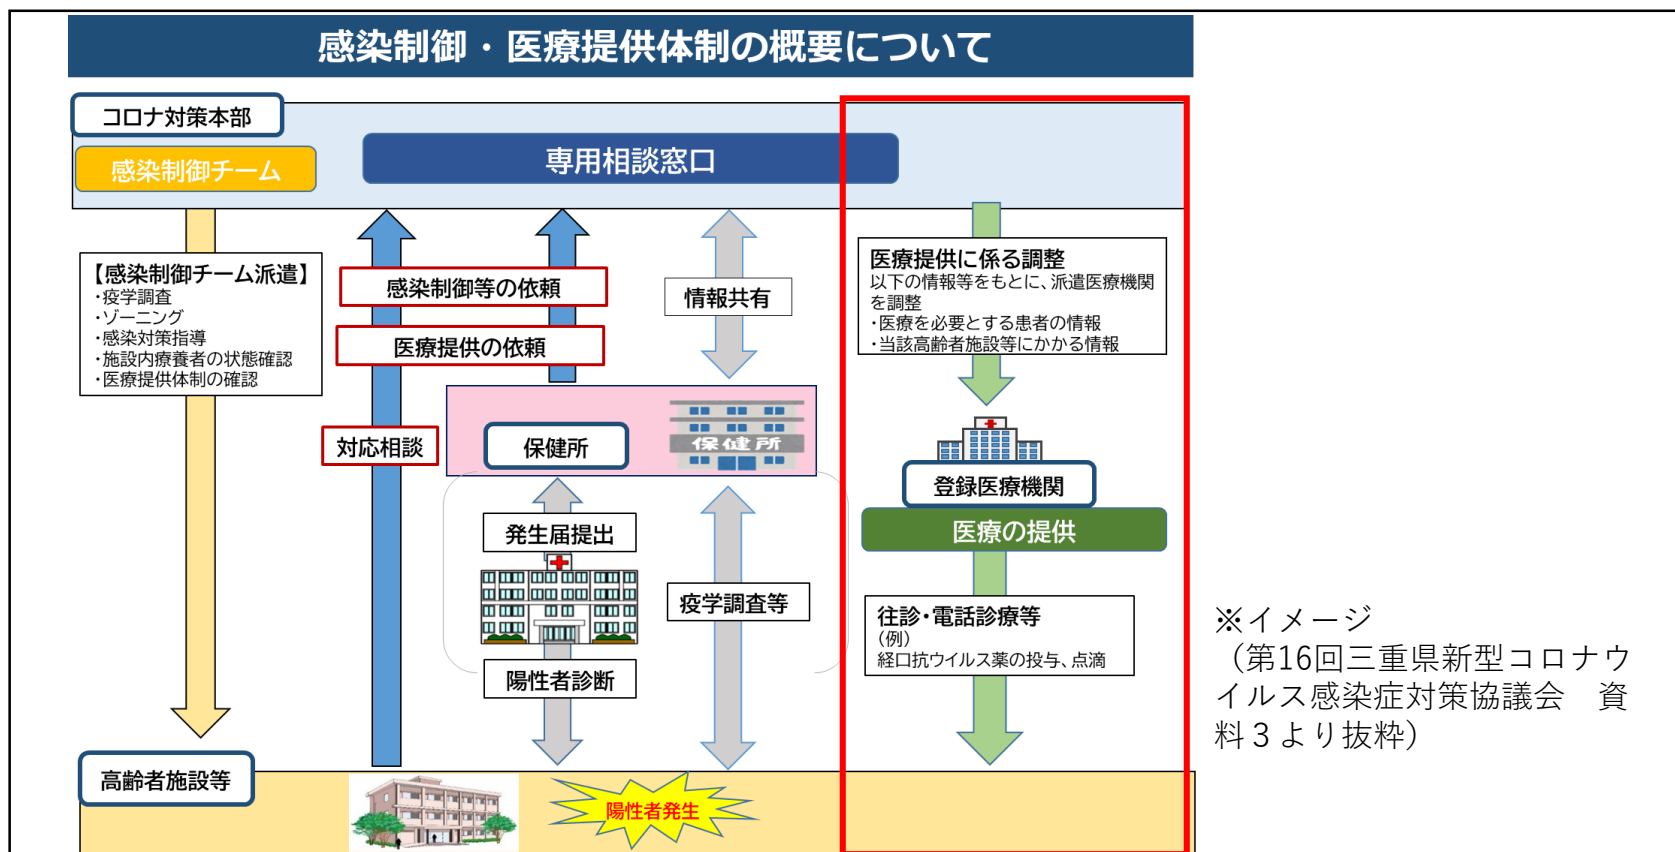 感染制御・医療提供体制の概要について
コロナ対策本部
感染制御チーム
専用相談窓口
【感染制御チーム派遣】
・疫学調査
・ゾーニング
・感染対策指導
・施設内療養者の状態確認
・医療提供体制の確認
感染制御等の依頼
医療提供の依頼
対応相談
情報共有
保健所
保健所
発生届提出
陽性者診断
疫学調査等
医療提供に係る調整
以下の情報等をもとに、派遣医療機関
を調整
・医療を必要とする患者の情報
・当該高齢者施設等にかかる情報
登録医療機関
医療の提供
往診・電話診療等
(例)
経口抗ウイルス薬の投与、点滴
高齢者施設等
陽性者発生
※イメージ
（第16回三重県新型コロナウ
イルス感染症対策協議会　資
料３より抜粋）